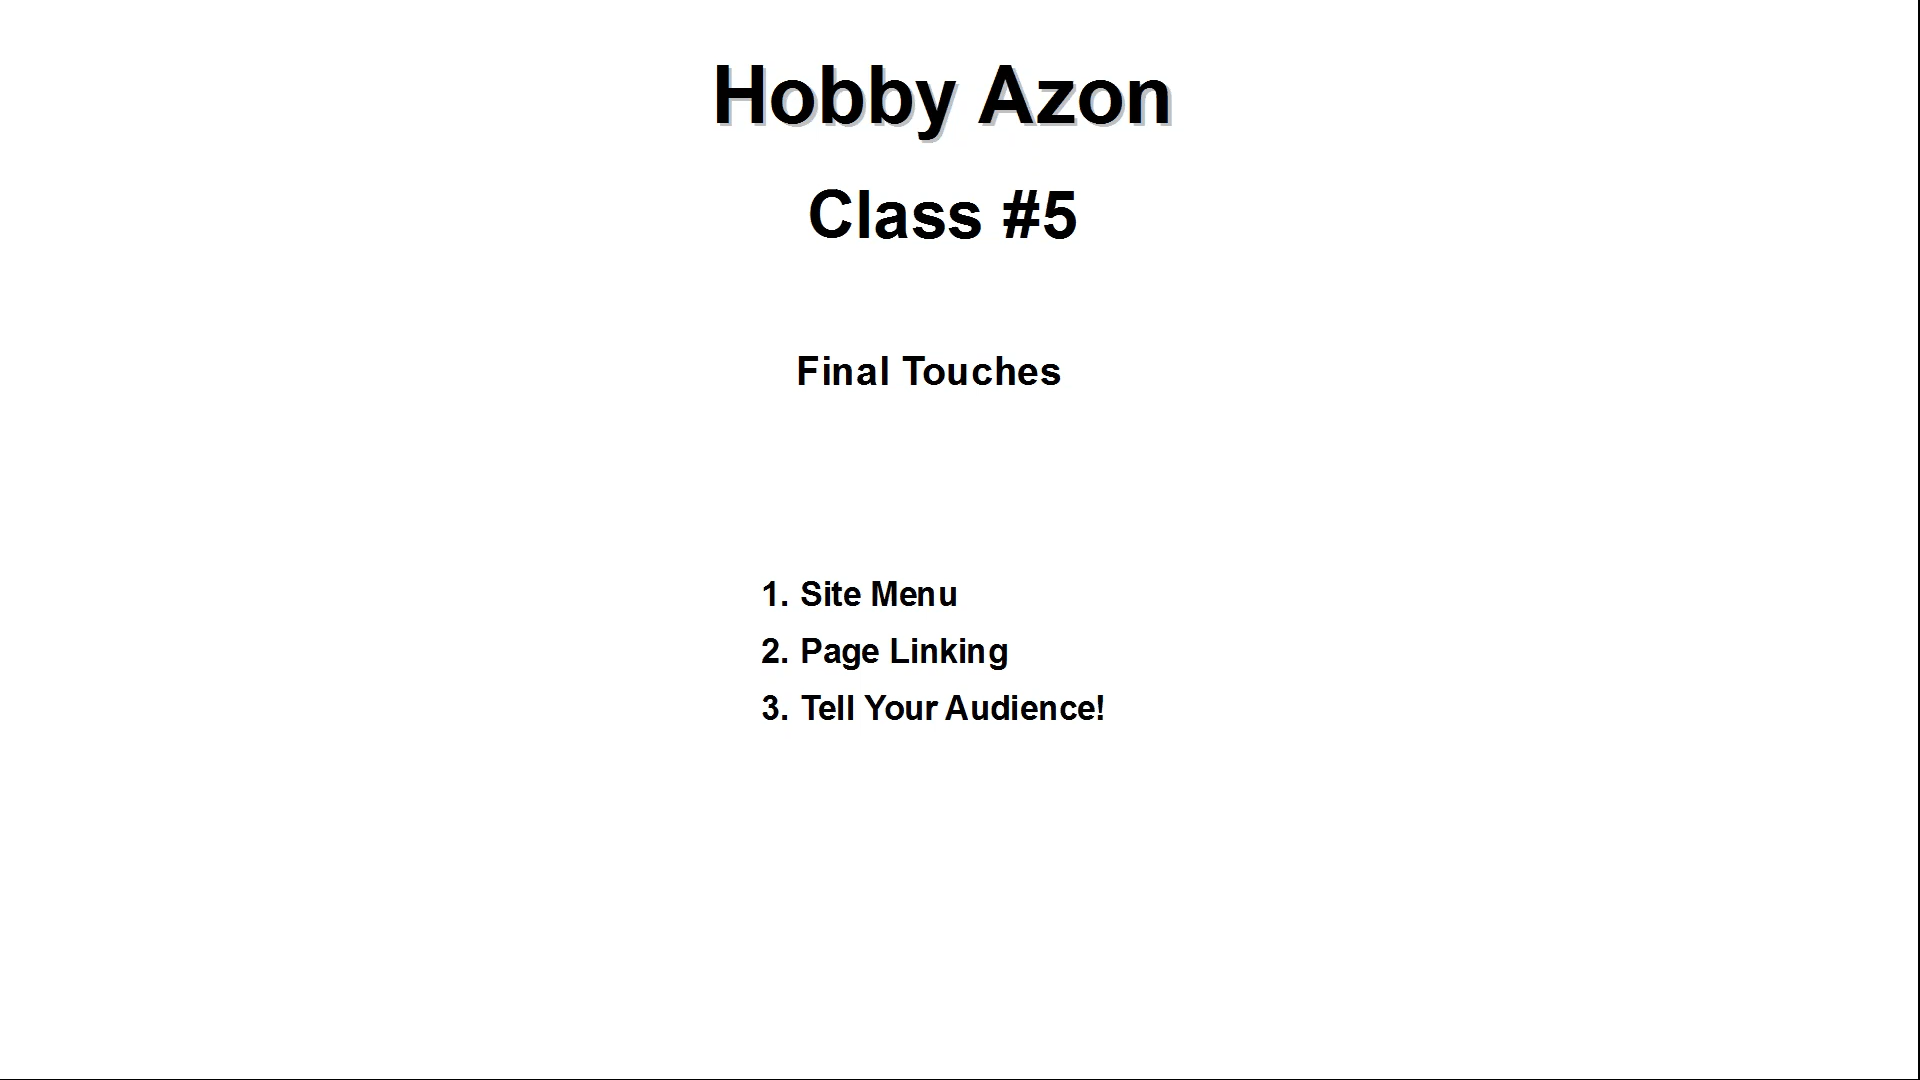 Hobby Azon
Class #5
Final Touches
1. Site Menu
2. Page Linking
3. Tell Your Audience!